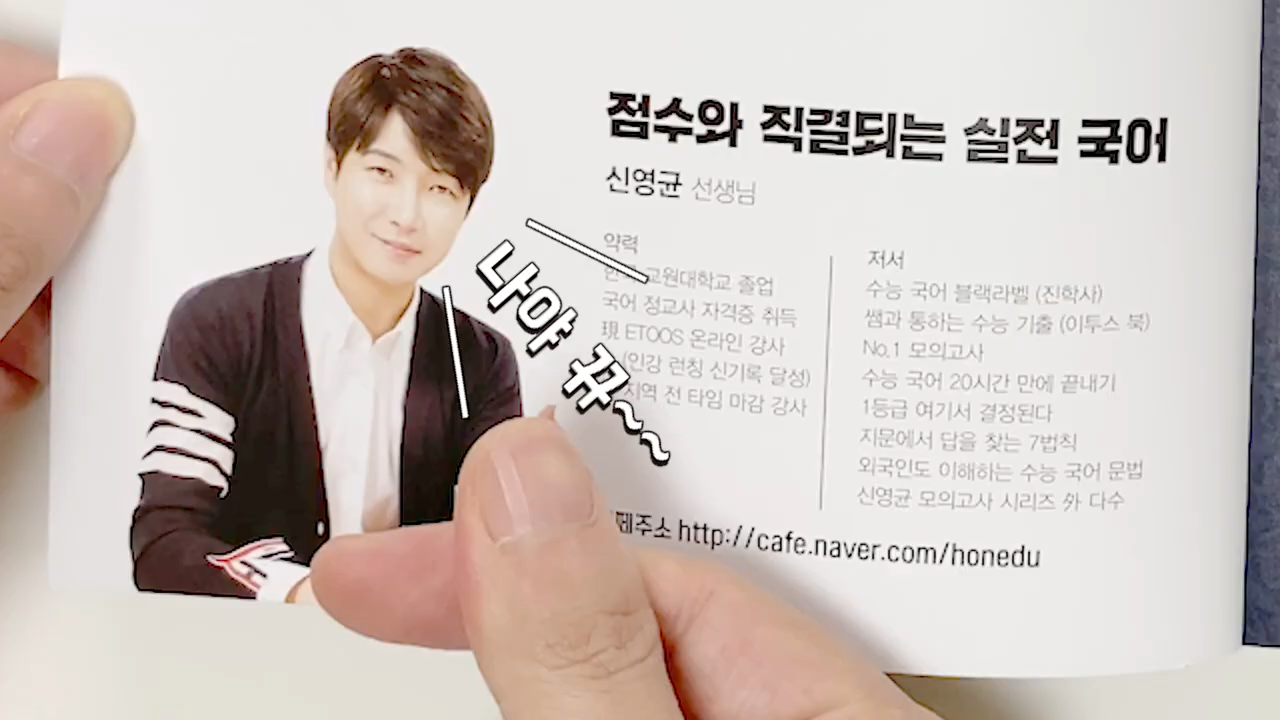 점수와 직결되는 실전 국어
신영균 선생님
약력
한국 교원대학교 졸업
국어 정교사 자격증 취득
現 ETOOS 온라인 강사
(인강 런칭 신기록 달성)
지역 전 타임 마감 강사
저서
수능 국어 블랙라벨 (진학사)
쌤과 통하는 수능 기출 (이투스 북)
No.1 모의고사
수능 국어 20시간 만에 끝내기
1등급 여기서 결정된다
지문에서 답을 찾는 7법칙
외국인도 이해하는 수능 국어 문법
신영균 모의고사 시리즈 外 다수
페주소 http://cafe.naver.com/honedu
나야 뀨~~